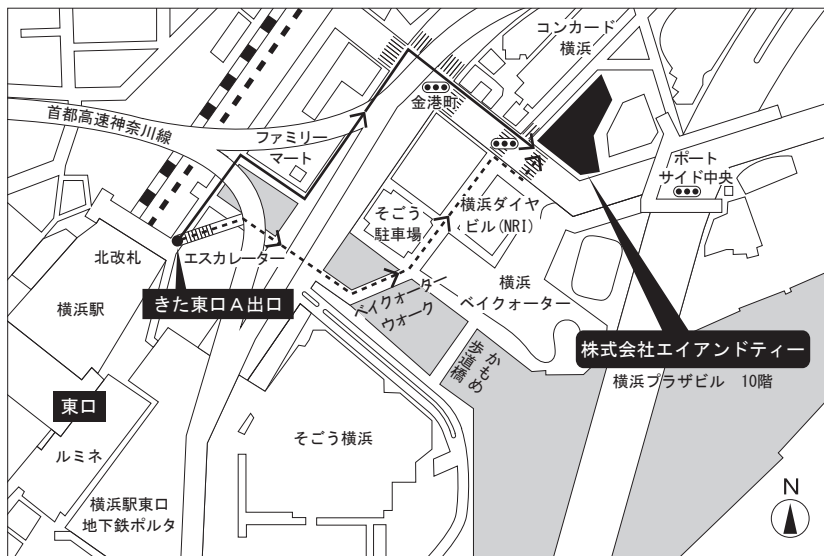 コンカード
横浜
金港町
首都高速神奈川線
ファミリー
マート
ポート
サイド中央
そごう
駐車場
横浜ダイヤ
ビル(NRI)
北改札
エスカレーター
横浜駅
きた東口A出口
ベイクォーター
ウォーク
横浜
ベイクォーター
かもめ
歩道橋
株式会社エイアンドティー
横浜プラザビル 10階
東口
ルミネ
そごう横浜
横浜駅東口
地下鉄ポルタ
N